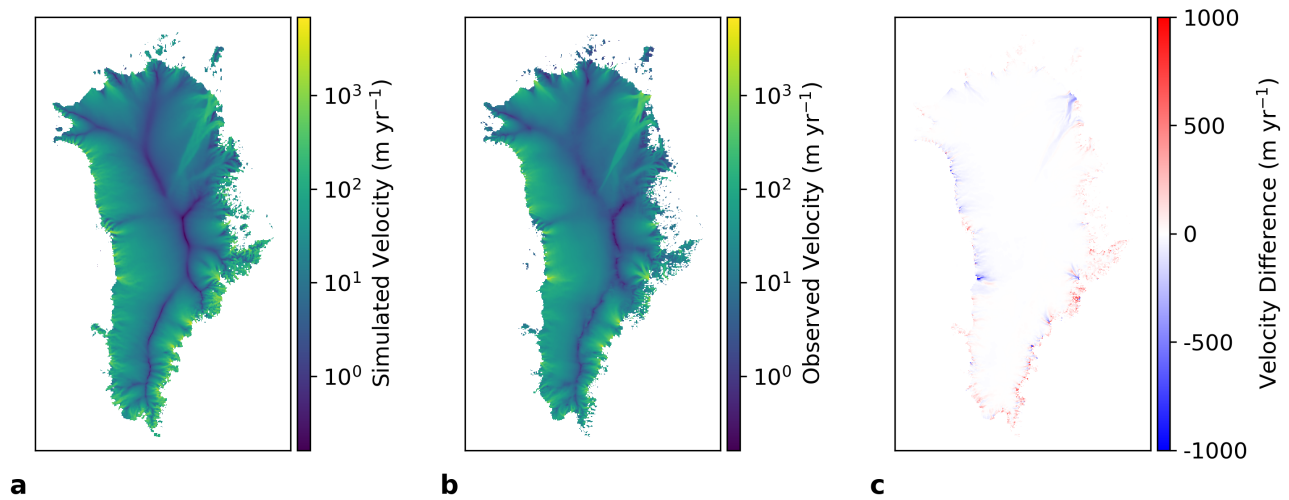 10³
10²
10¹
10⁰
Simulated Velocity (m yr⁻¹)
a
10³
10²
10¹
10⁰
Observed Velocity (m yr⁻¹)
b
1000
500
0
-500
-1000
Velocity Difference (m yr⁻¹)
c